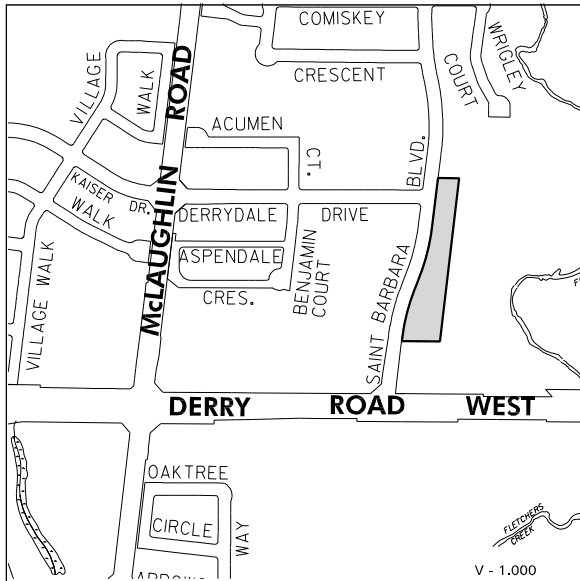 COMISKEY
CRESCENT
WRIGLEY
COURT
VILLAGE
WALK
McLAUGHLIN ROAD
ACUMEN
CT.
SAINT BARBARA BLVD.
KAISER DR.
WALK
DERRYDALE DRIVE
ASPENDALE
CRES.
BENJAMIN
COURT
VILLAGE WALK
DERRY ROAD WEST
OAKTREE
CIRCLE
WAY
FLETCHERS
CREEK
V - 1.000